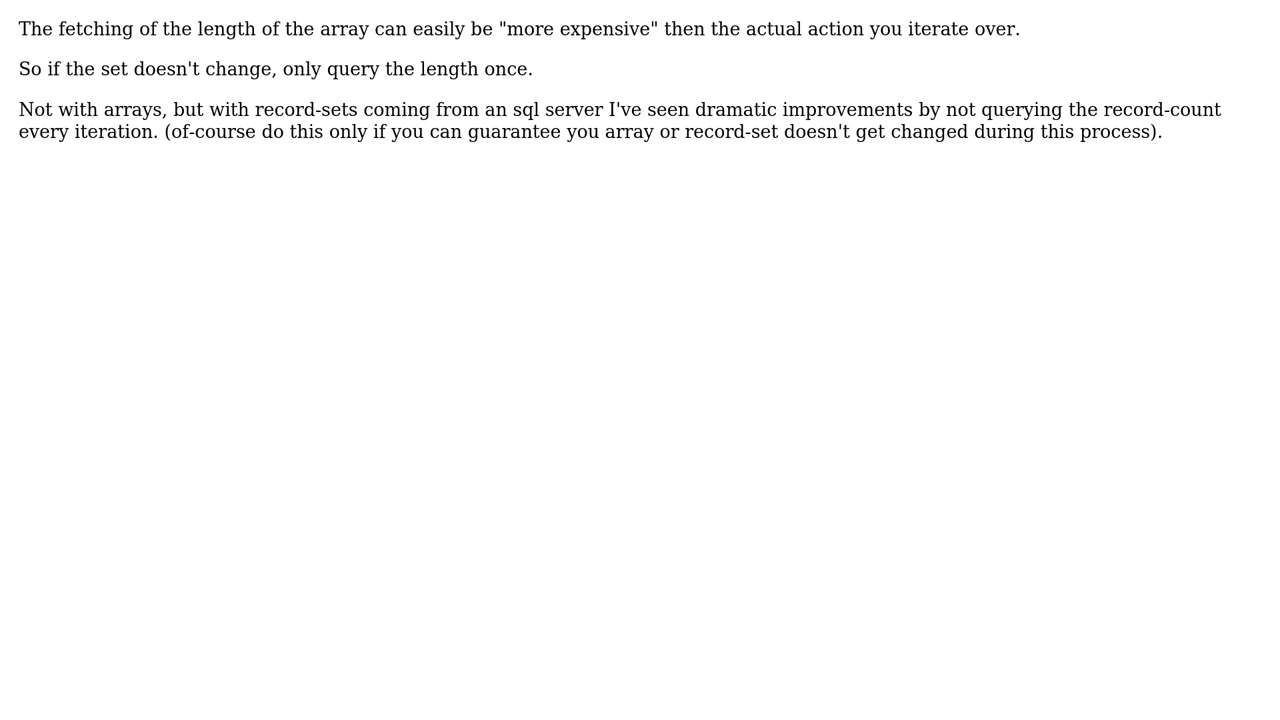 The fetching of the length of the array can easily be "more expensive" then the actual action you iterate over.
So if the set doesn't change, only query the length once.
Not with arrays, but with record-sets coming from an sql server I've seen dramatic improvements by not querying the record-count
every iteration. (of-course do this only if you can guarantee you array or record-set doesn't get changed during this process).